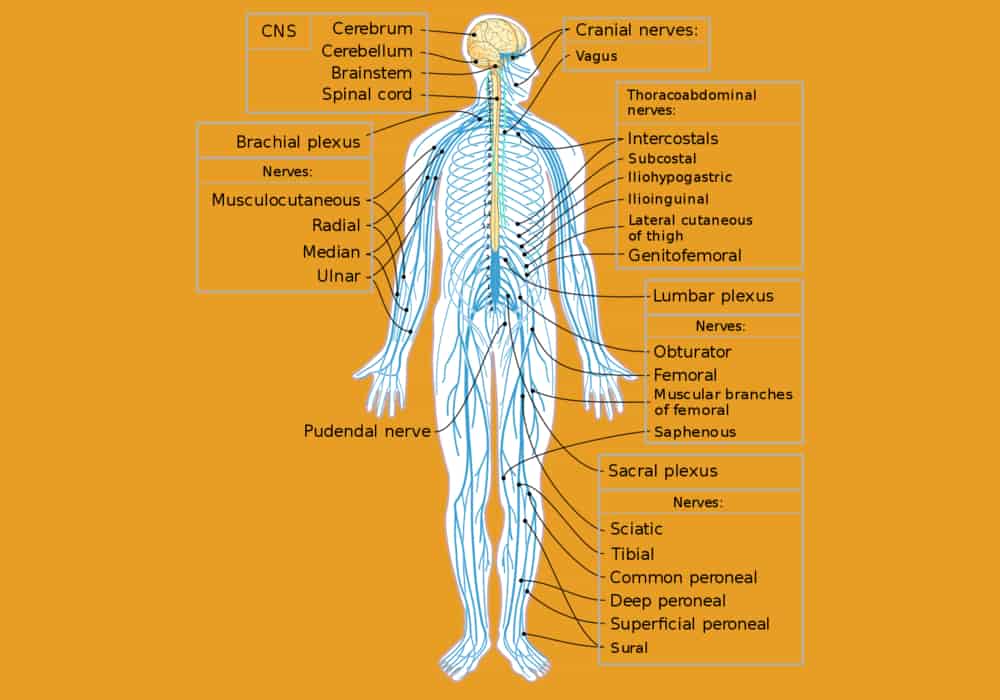 CNS
Cerebrum
Cerebellum
Brainstem
Spinal cord
Brachial plexus
Nerves:
Musculocutaneous
Radial
Median
Ulnar
Pudendal nerve
Cranial nerves:
Vagus
Thoracoabdominal
nerves:
Intercostals
Subcostal
Iliohypogastric
Ilioinguinal
Lateral cutaneous
of thigh
Genitofemoral
Lumbar plexus
Nerves:
Obturator
Femoral
Muscular branches
of femoral
Saphenous
Sacral plexus
Nerves:
Sciatic
Tibial
Common peroneal
Deep peroneal
Superficial peroneal
Sural